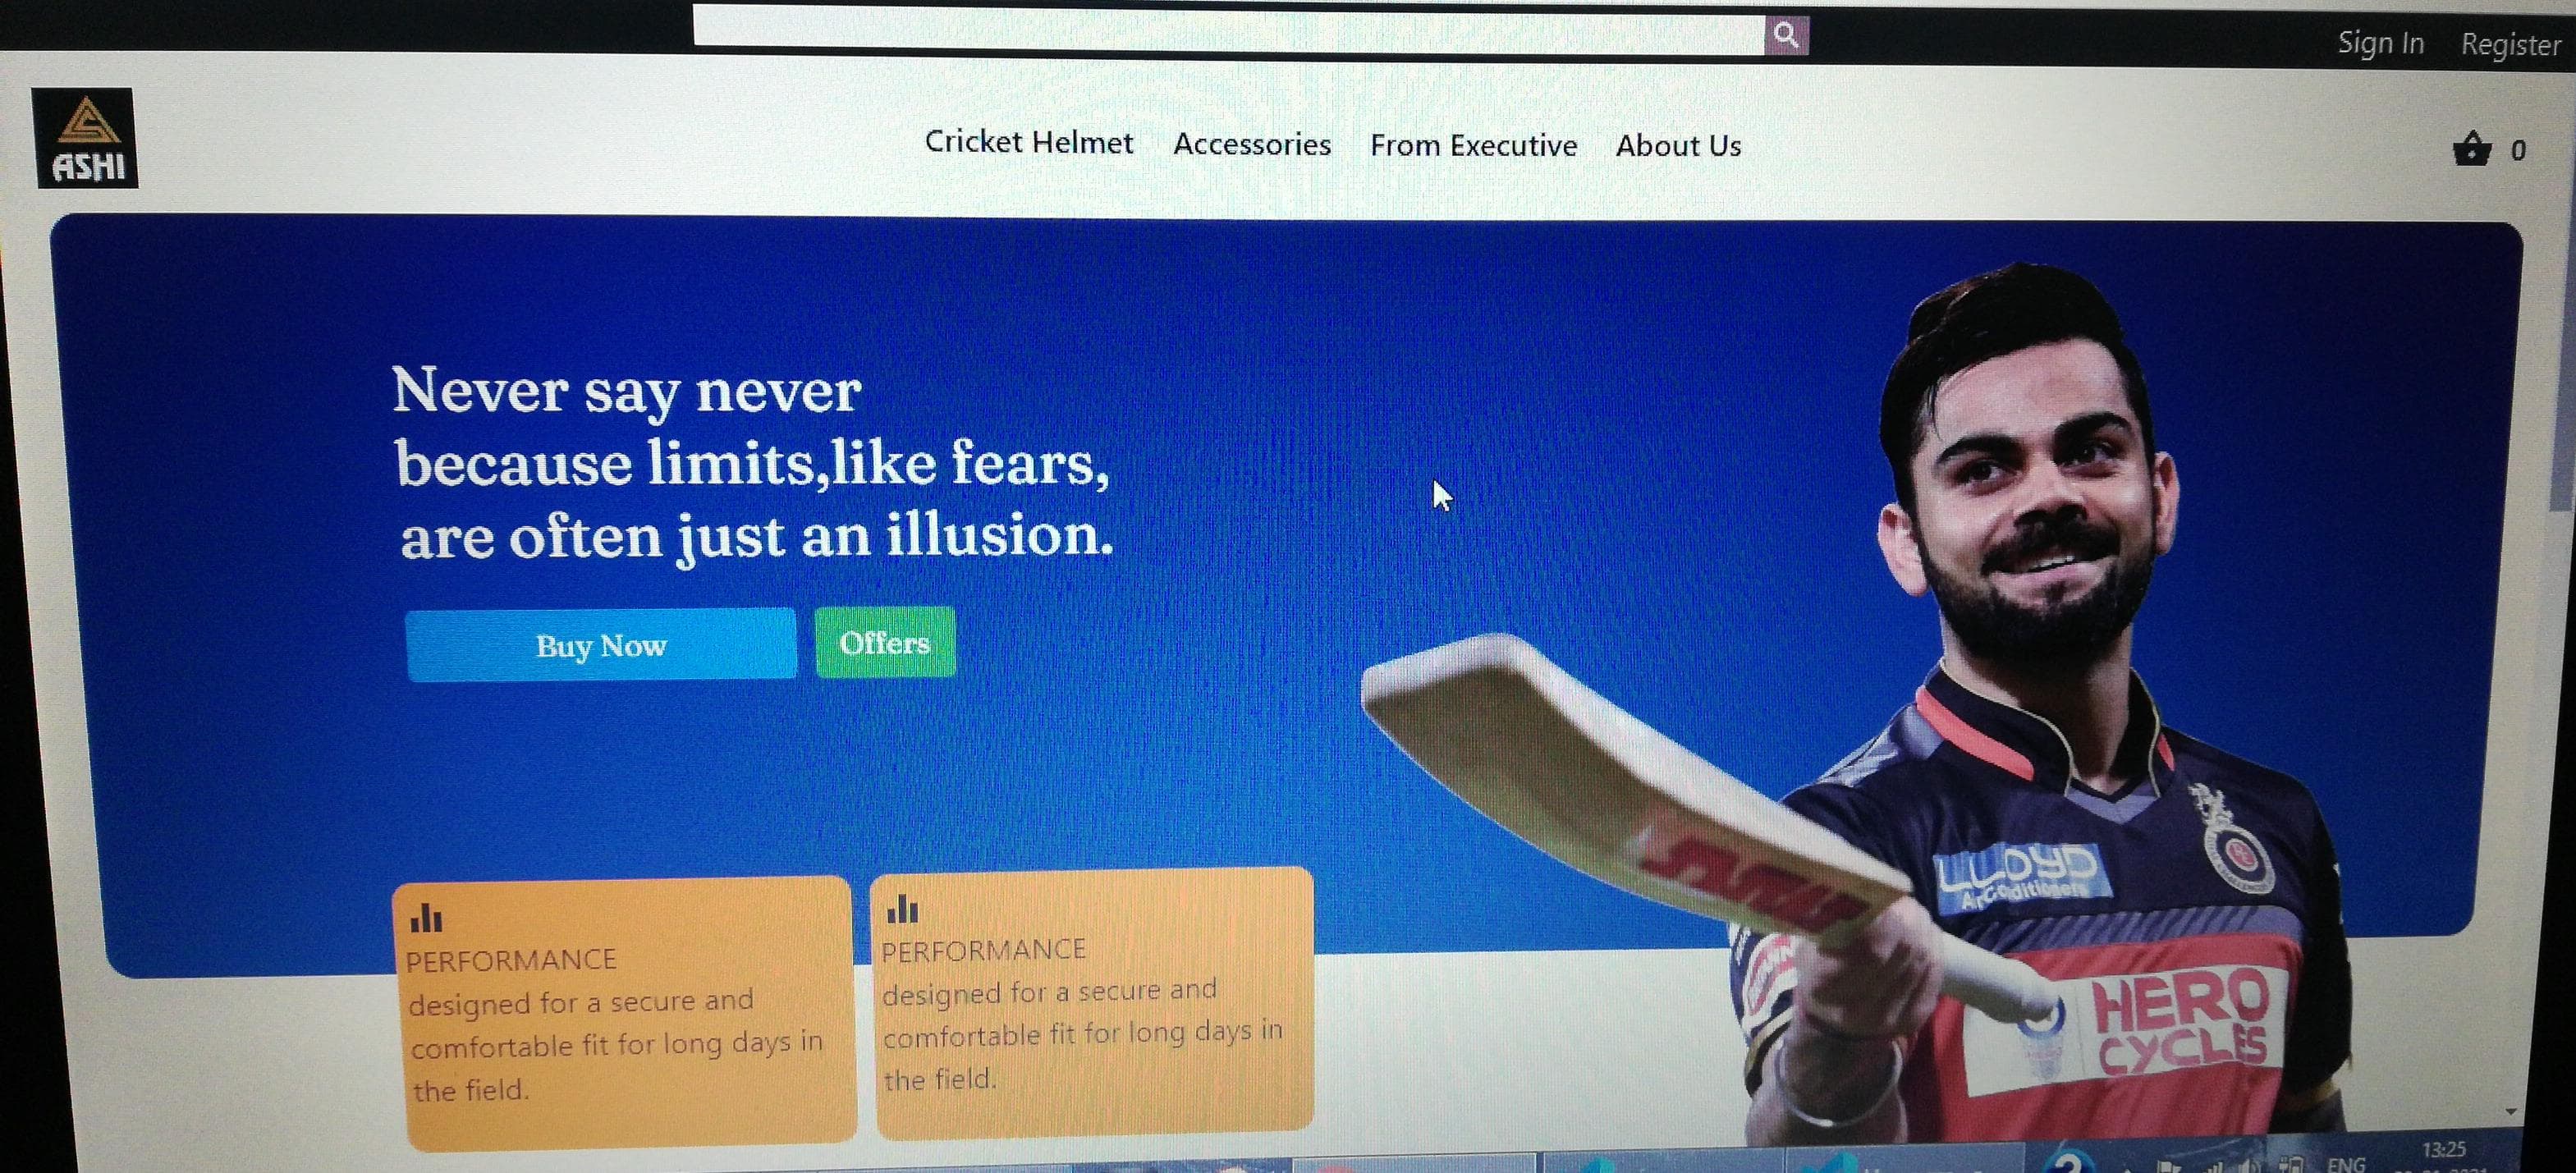 Sign In Register
ASHI
Cricket Helmet Accessories From Executive About Us
0
Never say never
because limits,like fears,
are often just an illusion.
Buy Now Offers
PERFORMANCE
designed for a secure and
comfortable fit for long days in
the field.
PERFORMANCE
designed for a secure and
comfortable fit for long days in
the field.
LLOYD
Air Conditioners
HERO
CYCLES
ENG
13:25